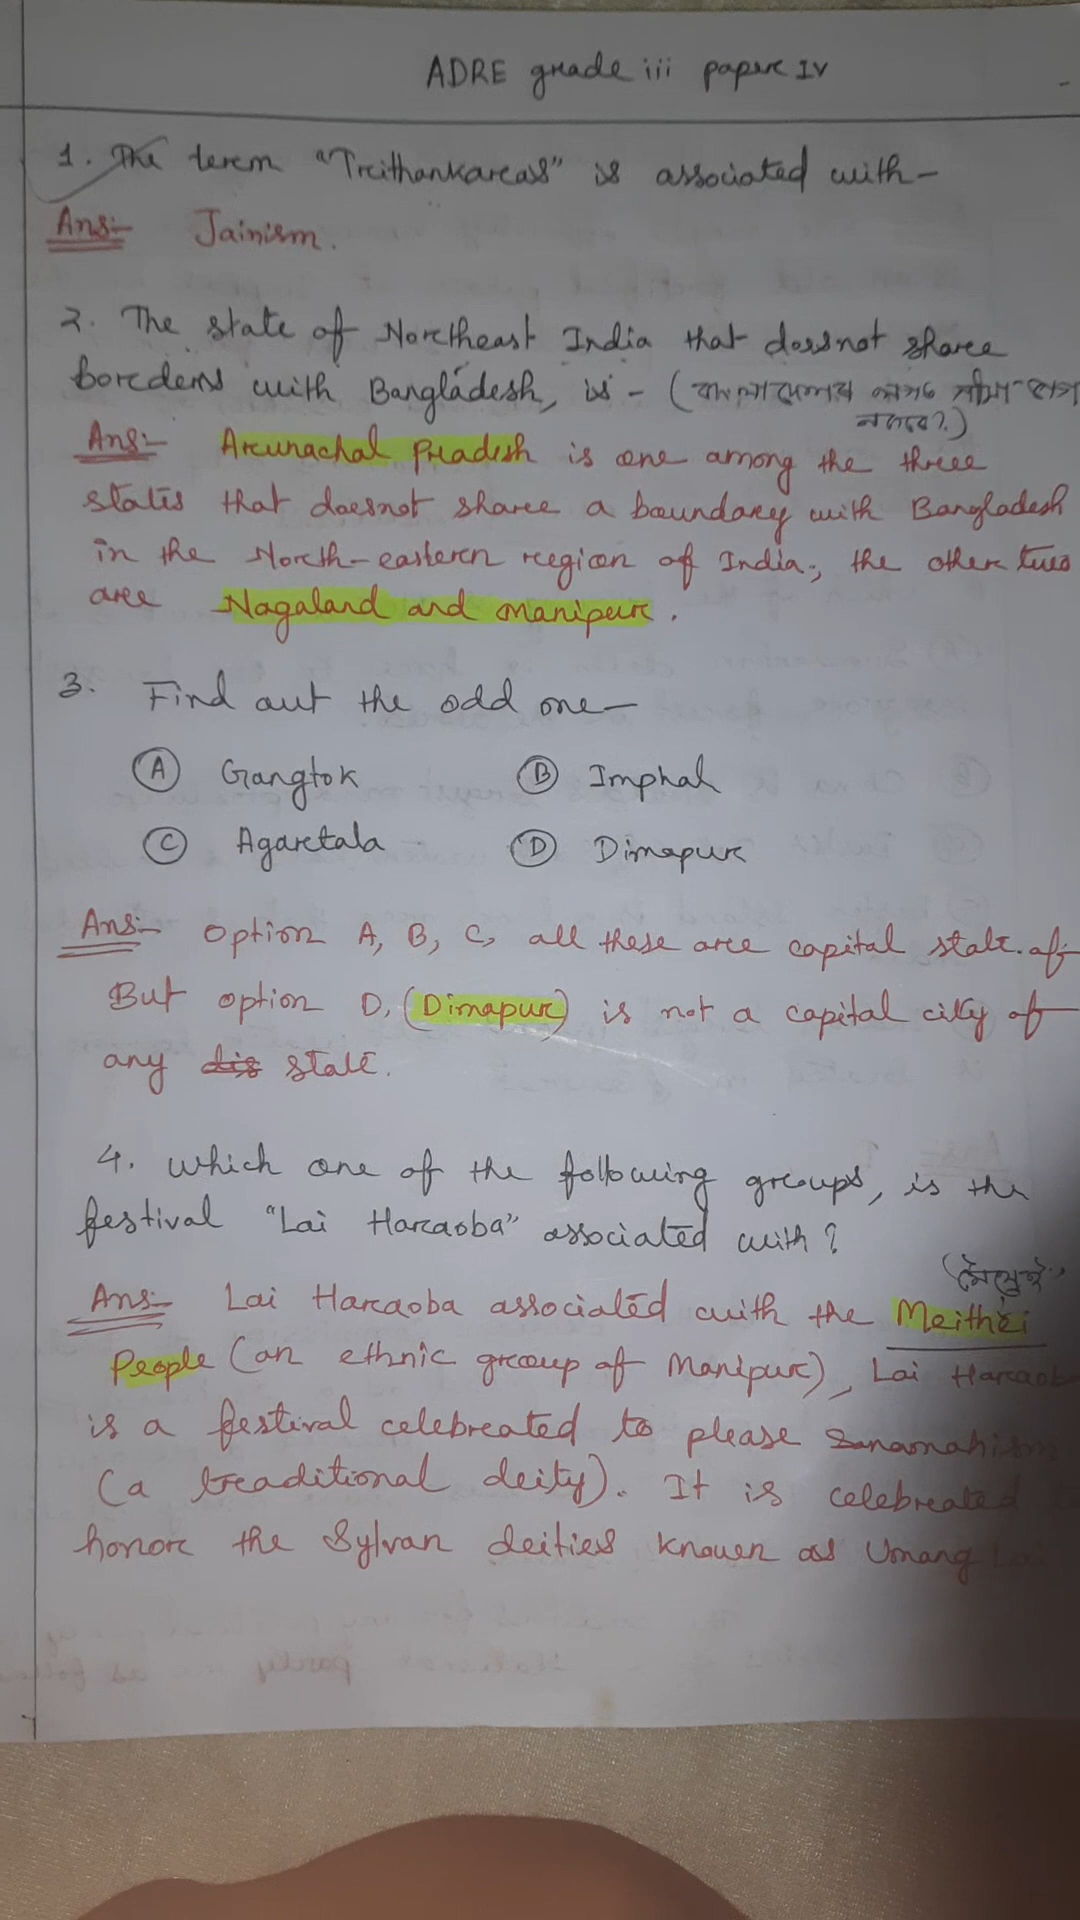 ADRE grade iii paper IV
1. The term "Tirthankaras" is associated with-
Ans:- Jainism.
2. The state of Northeast India that doesnot share
borders with Bangladesh, is - (
Ans:- Arunachal Pradesh is one among the three
states that doesnot share a boundary with Bangladesh
in the North-eastern region of India; the other two
are Nagaland and Manipur.
3. Find out the odd one-
(A) Gangtok (B) Imphal
(C) Agartala (D) Dimapur
Ans:- Option A, B, C, all these are capital state. of
But option D, (Dimapur) is not a capital city of
any dis state.
4. Which one of the following groups, is the
festival "Lai Haraoba" associated with?
Ans:- Lai Haraoba associated with the Meithei
People (an ethnic group of Manipur), Lai Haraoba
is a festival celebrated to please Sanamahism
(a traditional deity). It is celebrated
honor the Sylvan deities known as Umang